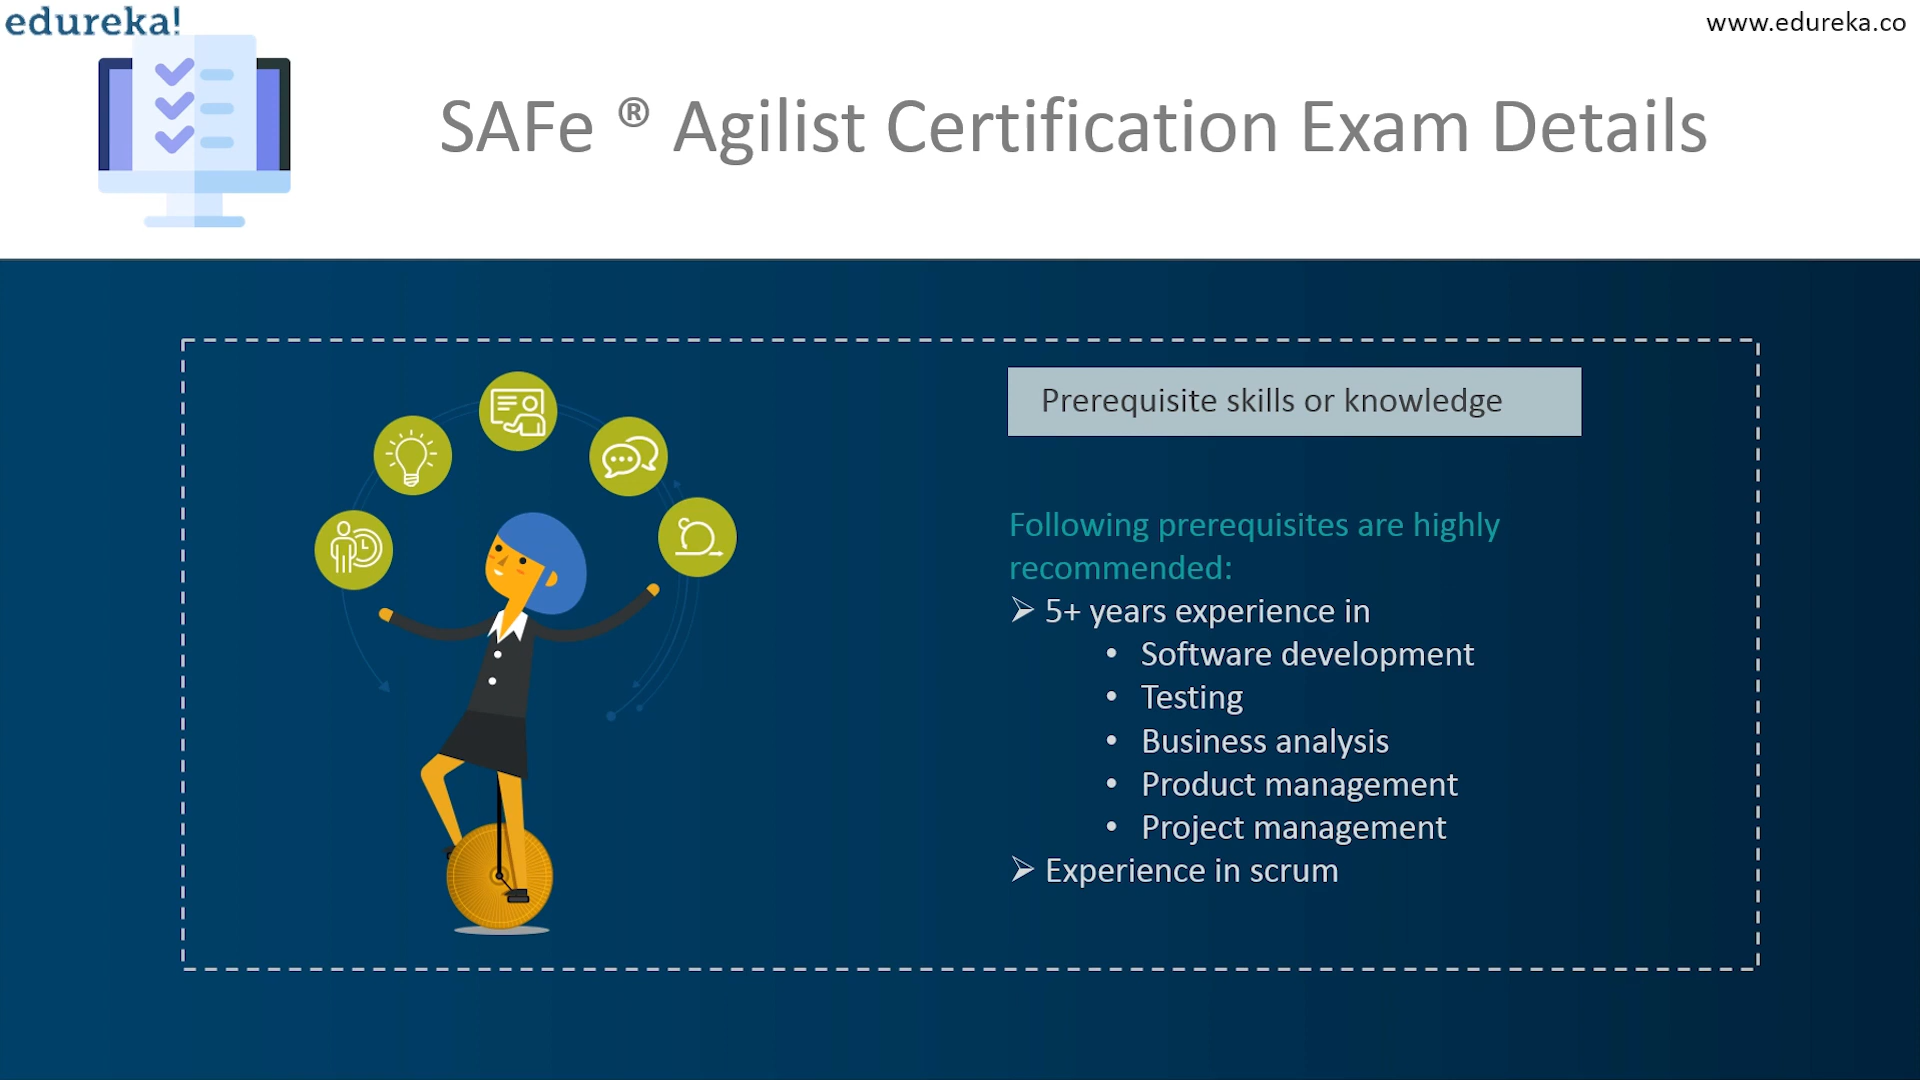 edureka!
www.edureka.co
SAFe ® Agilist Certification Exam Details
Prerequisite skills or knowledge
Following prerequisites are highly
recommended:
➢ 5+ years experience in
• Software development
• Testing
• Business analysis
• Product management
• Project management
➢ Experience in scrum